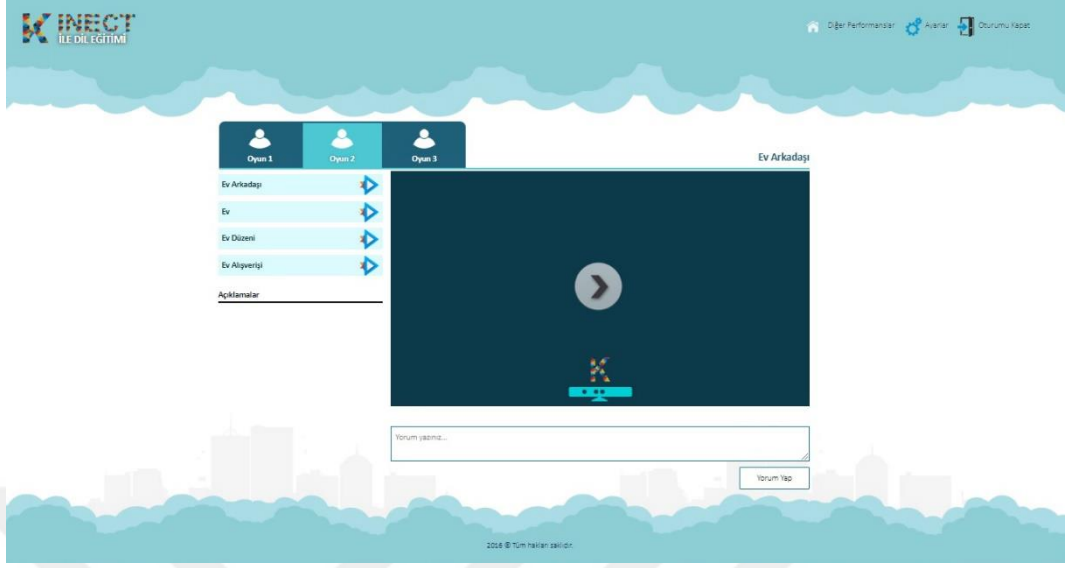 KINECT
İLE DİL EĞİTİMİ
Diğer Performanslar Ayarlar Oturumu Kapat
Oyun 1 Oyun 2 Oyun 3
Ev Arkadaşı
Ev Arkadaşı
Ev
Ev Düzeni
Ev Alışverişi
Açıklamalar
K
Yorum yazınız...
Yorum Yap
2016 © Tüm hakları saklıdır.